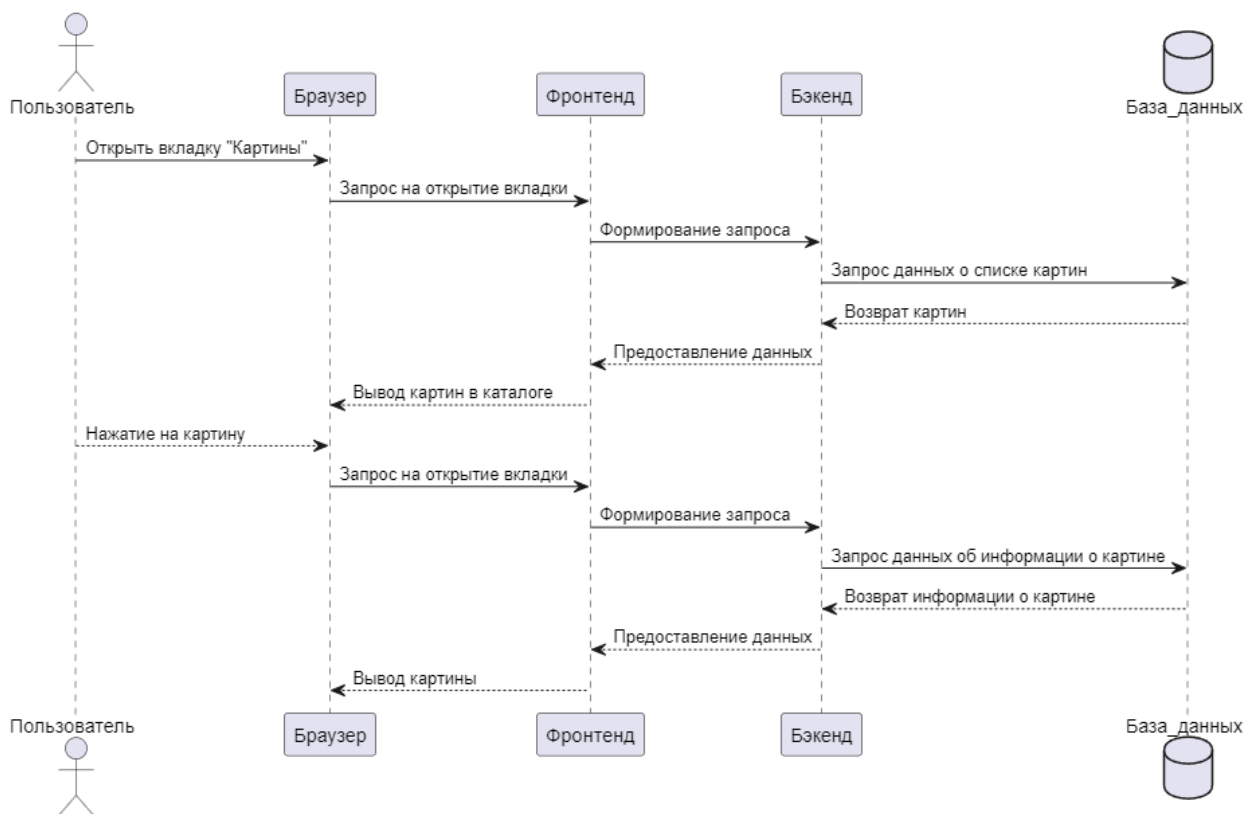 Пользователь
Браузер
Фронтенд
Бэкенд
База_данных
Открыть вкладку "Картины"
Запрос на открытие вкладки
Формирование запроса
Запрос данных о списке картин
Возврат картин
Предоставление данных
Вывод картин в каталоге
Нажатие на картину
Запрос на открытие вкладки
Формирование запроса
Запрос данных об информации о картине
Возврат информации о картине
Предоставление данных
Вывод картины
Пользователь
Браузер
Фронтенд
Бэкенд
База_данных